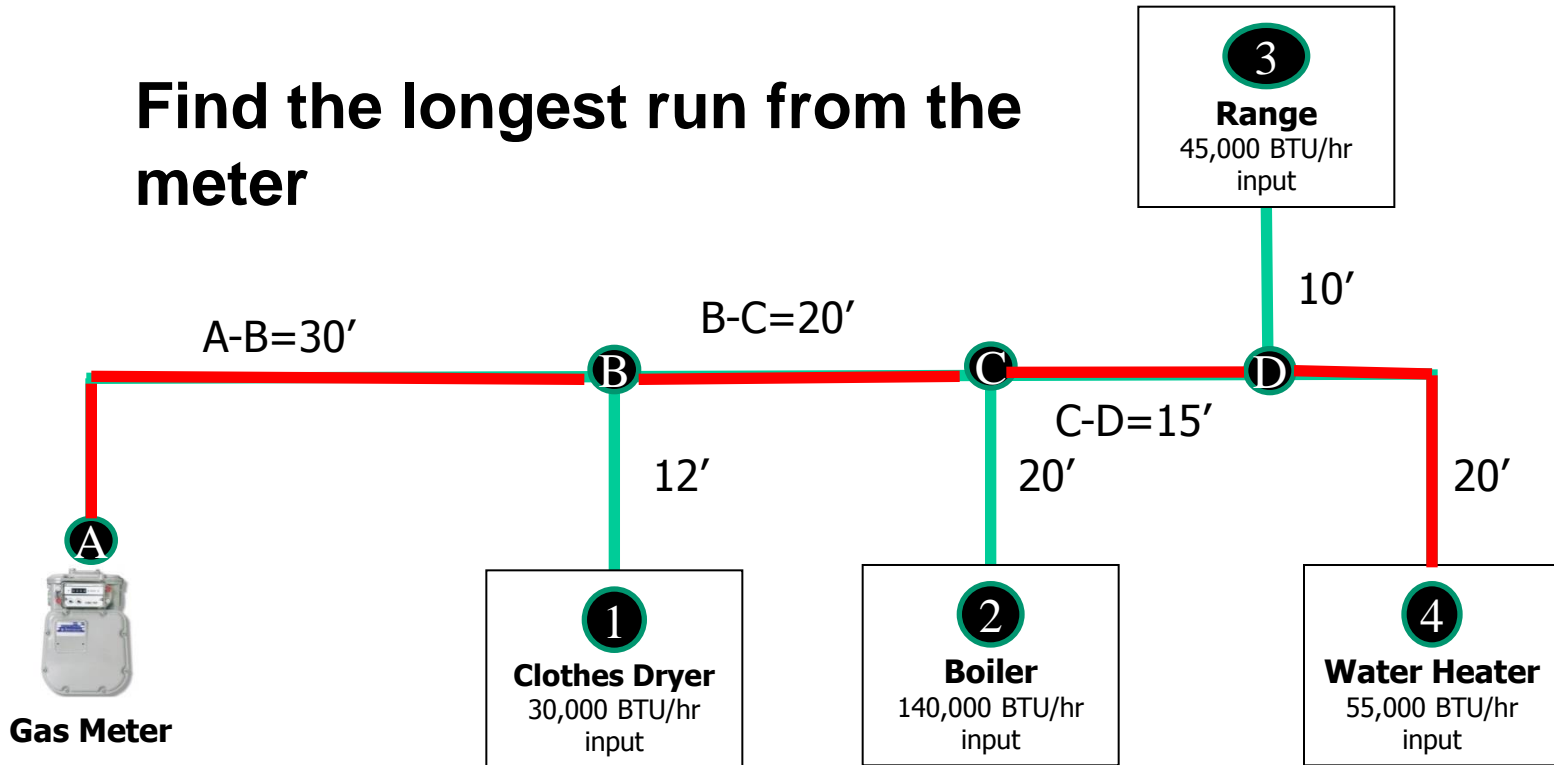 Find the longest run from the
meter
3
Range
45,000 BTU/hr
input
10′
A-B=30′
B-C=20′
B
C
D
C-D=15′
12′
20′
20′
A
Gas Meter
1
Clothes Dryer
30,000 BTU/hr
input
2
Boiler
140,000 BTU/hr
input
4
Water Heater
55,000 BTU/hr
input